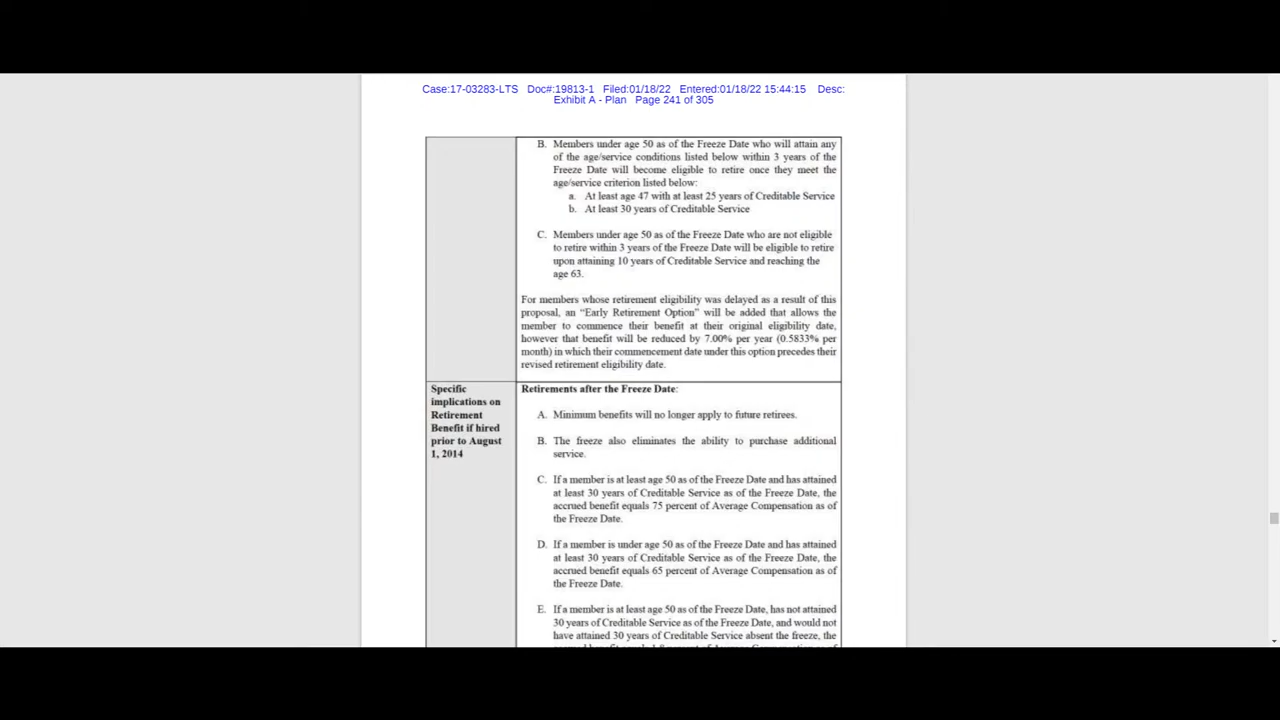 Case:17-03283-LTS Doc#:19813-1 Filed:01/18/22 Entered:01/18/22 15:44:15 Desc:
Exhibit A - Plan Page 241 of 305
B. Members under age 50 as of the Freeze Date who will attain any
of the age/service conditions listed below within 3 years of the
Freeze Date will become eligible to retire once they meet the
age/service criterion listed below:
a. At least age 47 with at least 25 years of Creditable Service
b. At least 30 years of Creditable Service
C. Members under age 50 as of the Freeze Date who are not eligible
to retire within 3 years of the Freeze Date will be eligible to retire
upon attaining 10 years of Creditable Service and reaching the
age 63.
For members whose retirement eligibility was delayed as a result of this
proposal, an “Early Retirement Option” will be added that allows the
member to commence their benefit at their original eligibility date,
however that benefit will be reduced by 7.00% per year (0.5833% per
month) in which their commencement date under this option precedes their
revised retirement eligibility date.
Specific
implications on
Retirement
Benefit if hired
prior to August
1, 2014
Retirements after the Freeze Date:
A. Minimum benefits will no longer apply to future retirees.
B. The freeze also eliminates the ability to purchase additional
service.
C. If a member is at least age 50 as of the Freeze Date and has attained
at least 30 years of Creditable Service as of the Freeze Date, the
accrued benefit equals 75 percent of Average Compensation as of
the Freeze Date.
D. If a member is under age 50 as of the Freeze Date and has attained
at least 30 years of Creditable Service as of the Freeze Date, the
accrued benefit equals 65 percent of Average Compensation as of
the Freeze Date.
E. If a member is at least age 50 as of the Freeze Date, has not attained
30 years of Creditable Service as of the Freeze Date, and would not
have attained 30 years of Creditable Service absent the freeze, the